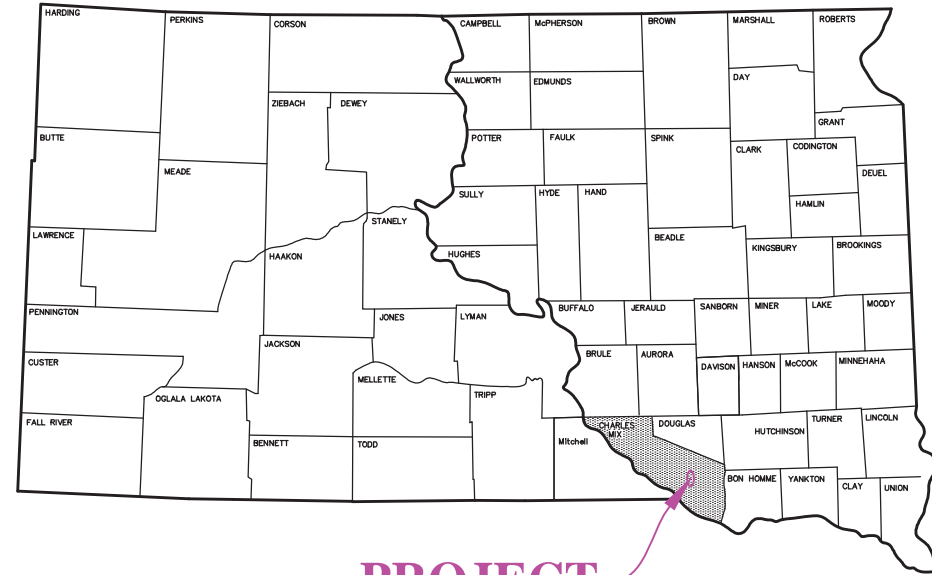 HARDING
PERKINS
CORSON
CAMPBELL
McPHERSON
BROWN
MARSHALL
ROBERTS
WALLWORTH
EDMUNDS
DAY
ZIEBACH
DEWEY
GRANT
BUTTE
MEADE
POTTER
FAULK
SPINK
CLARK
CODINGTON
DEUEL
SULLY
HYDE
HAND
HAMLIN
STANELY
LAWRENCE
HAAKON
HUGHES
BEADLE
KINGSBURY
BROOKINGS
PENNINGTON
JONES
LYMAN
BUFFALO
JERAULD
SANBORN
MINER
LAKE
MOODY
CUSTER
JACKSON
MELLETTE
BRULE
AURORA
DAVISON
HANSON
McCOOK
MINNEHAHA
OGLALA LAKOTA
TRIPP
FALL RIVER
BENNETT
TODD
Mitchell
CHARLES
MIX
DOUGLAS
HUTCHINSON
TURNER
LINCOLN
BON HOMME
YANKTON
CLAY
UNION
PROJECT